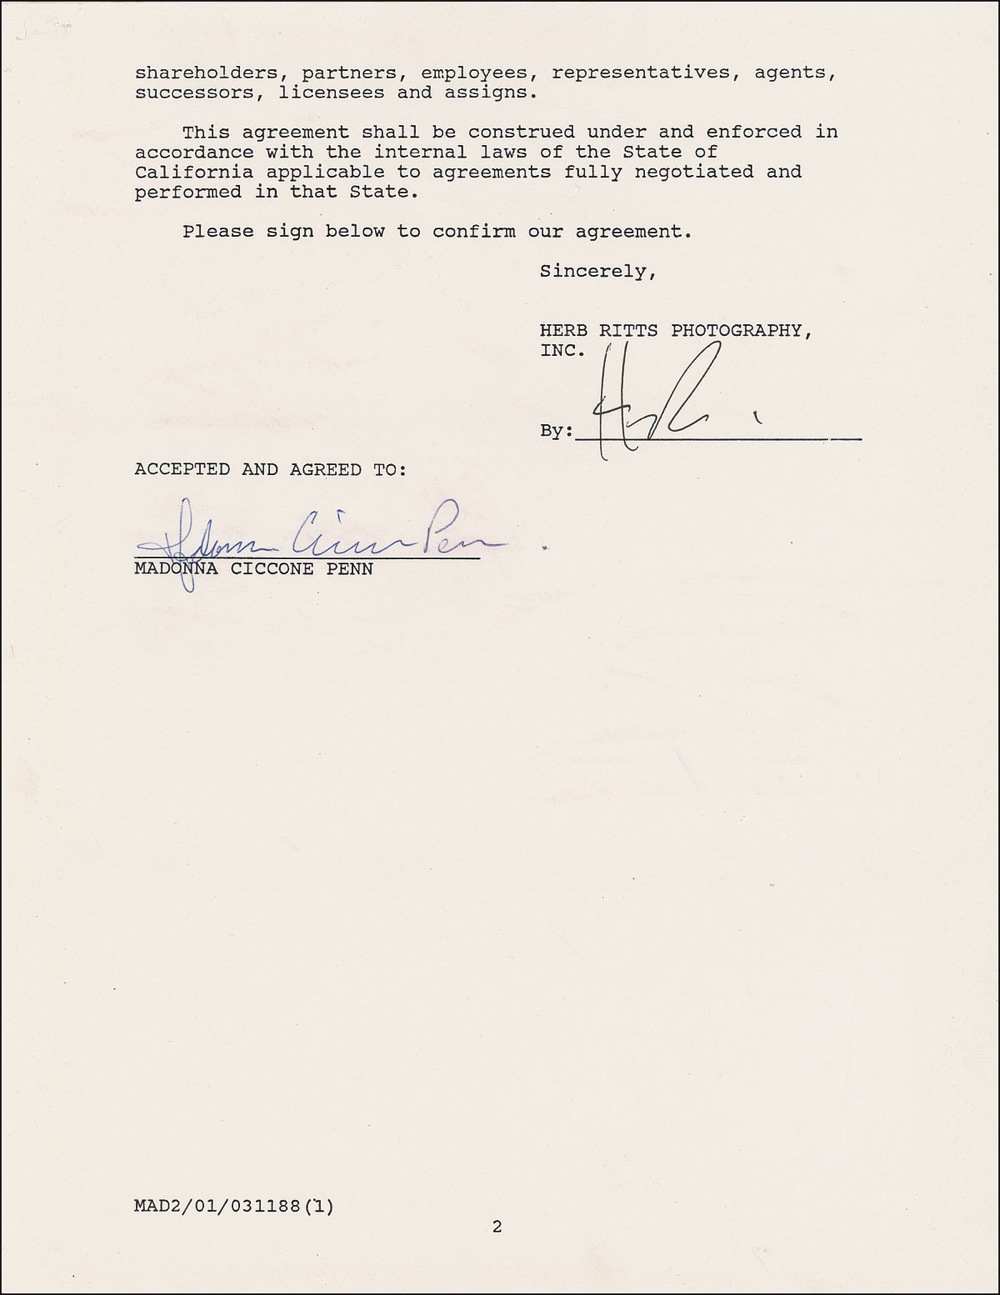 shareholders, partners, employees, representatives, agents,
successors, licensees and assigns.
This agreement shall be construed under and enforced in
accordance with the internal laws of the State of
California applicable to agreements fully negotiated and
performed in that State.
Please sign below to confirm our agreement.
Sincerely,
HERB RITTS PHOTOGRAPHY,
INC.
By:
ACCEPTED AND AGREED TO:
Madonna Ciccone Penn
MADONNA CICCONE PENN
MAD2/01/031188(1)
2